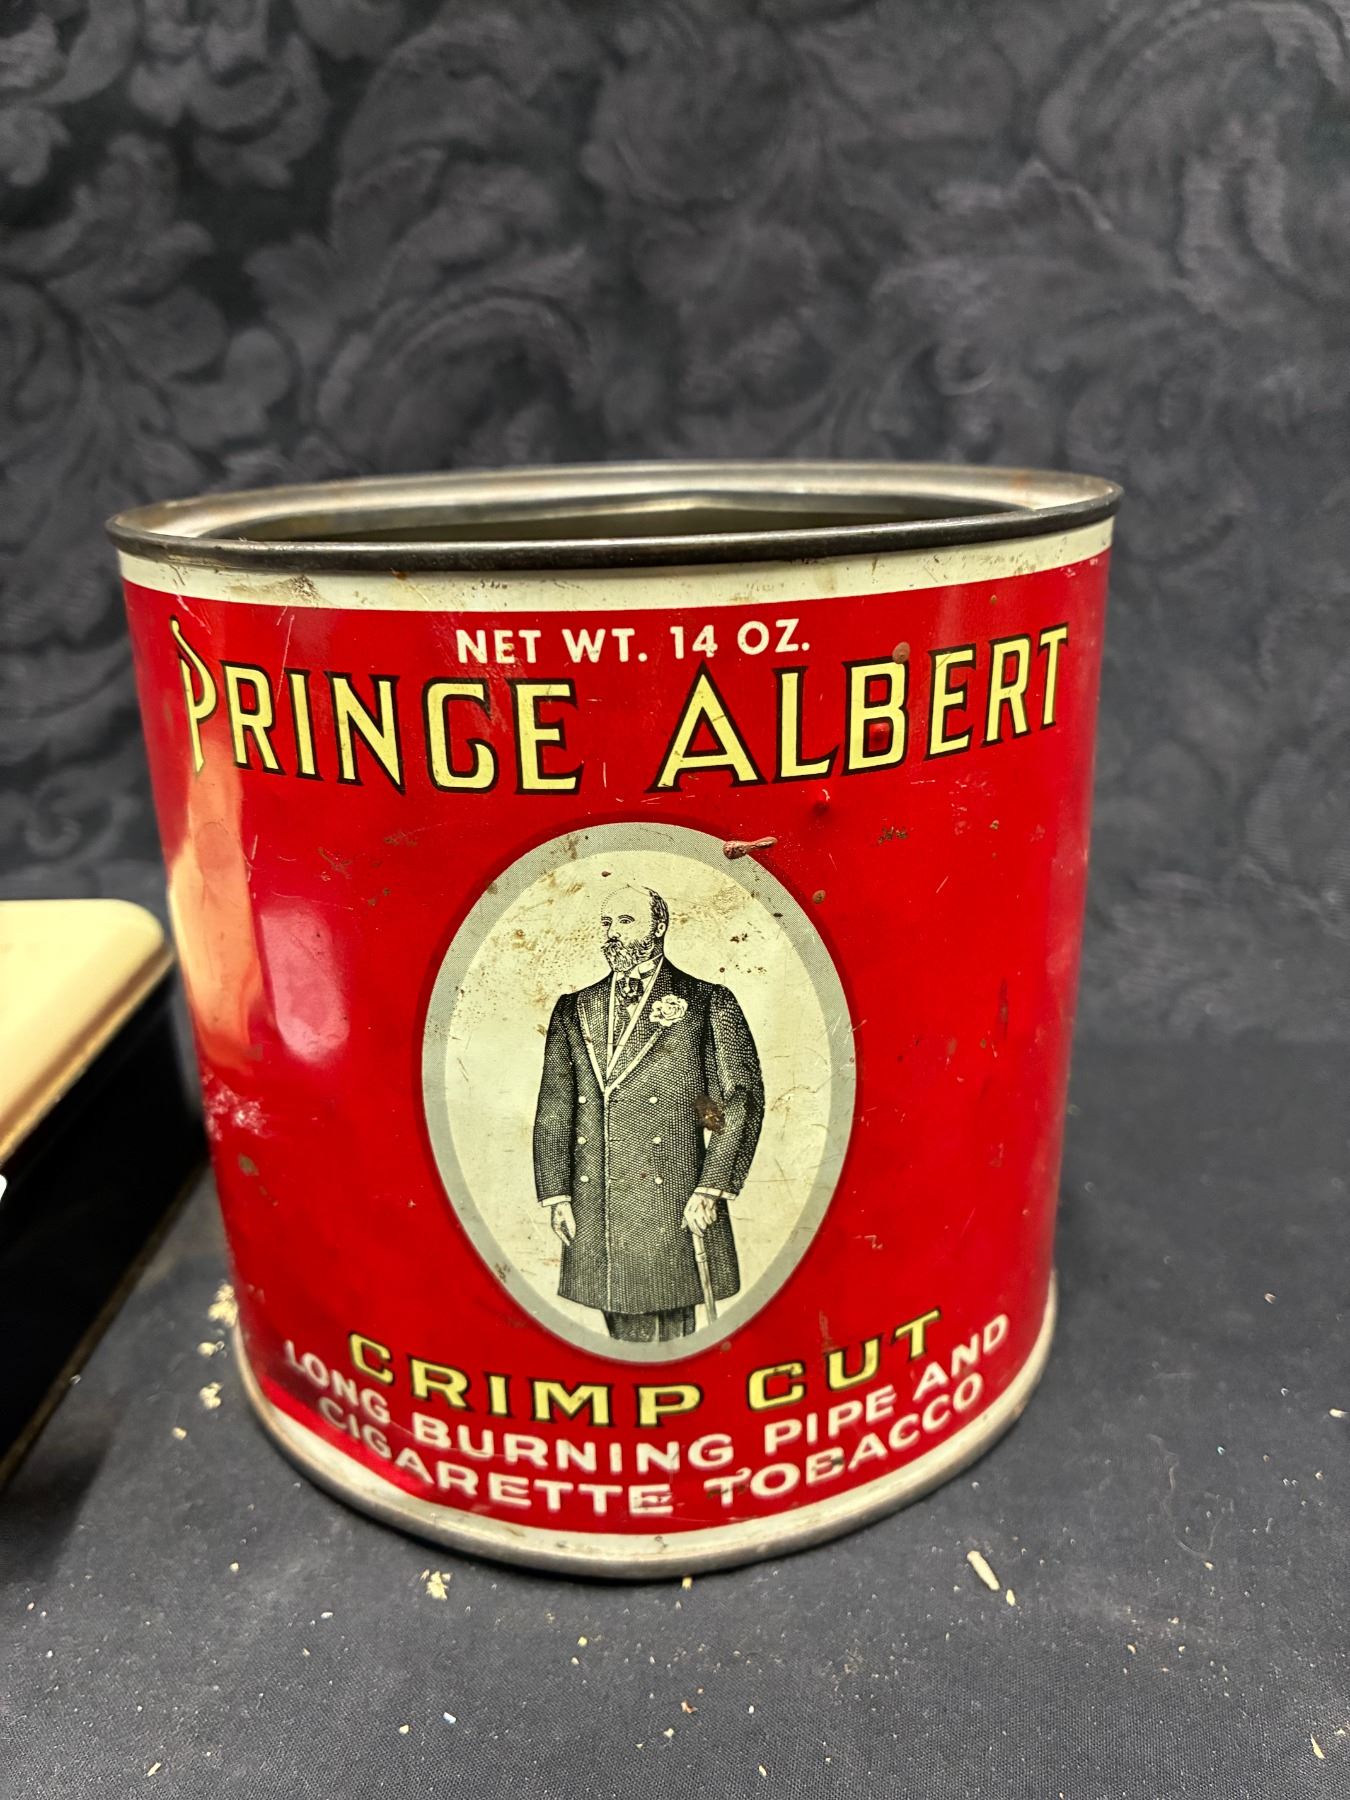 NET WT. 14 OZ.
PRINCE ALBERT
CRIMP CUT
LONG BURNING PIPE AND
CIGARETTE TOBACCO